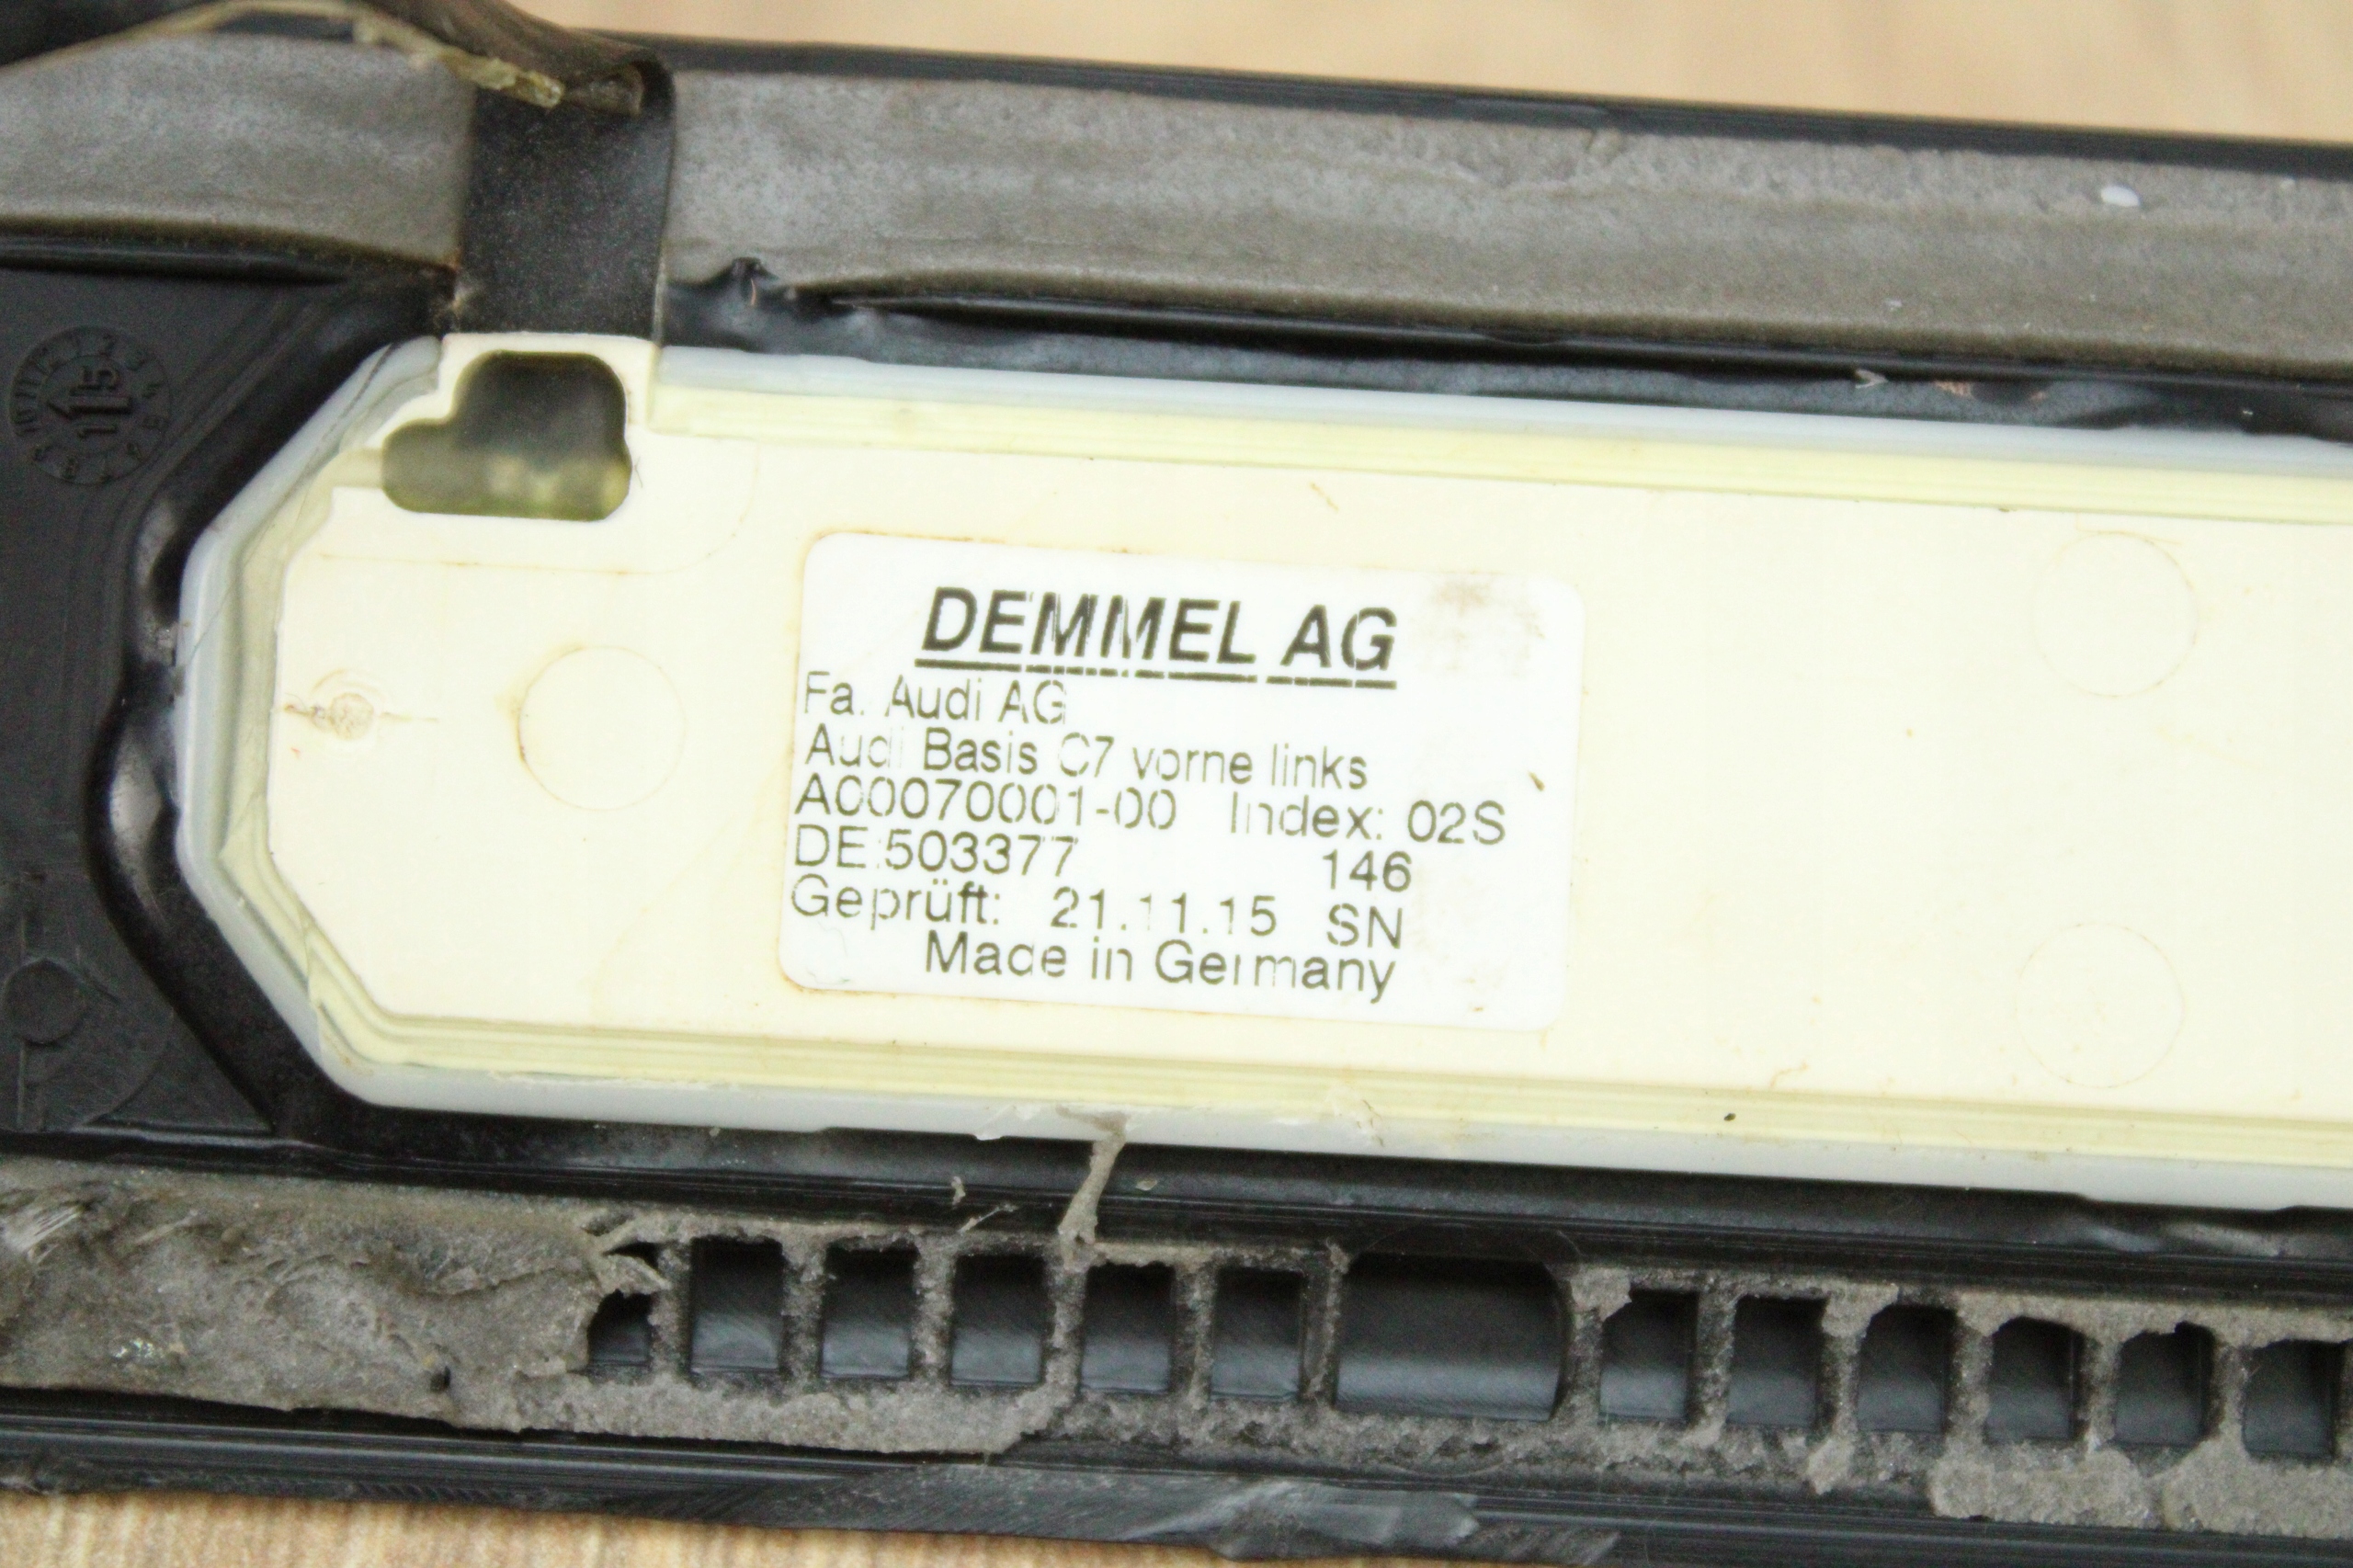 DEMMEL AG
Fa. Audi AG
Audi Basis C7 vorne links
A00070001-00 Index: 02S
DE:503377 146
Geprüft: 21.11.15 SN
Made in Germany